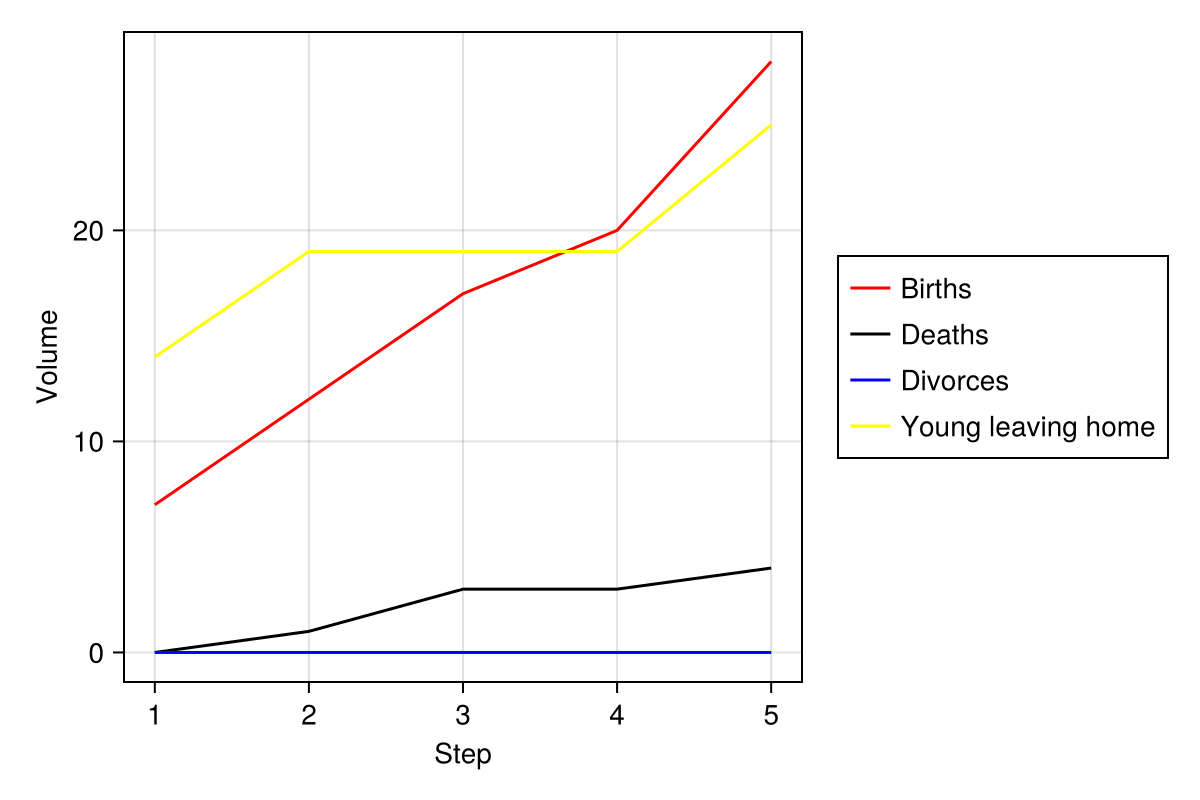 20
10
0
Volume
1 2 3 4 5
Step
Births
Deaths
Divorces
Young leaving home